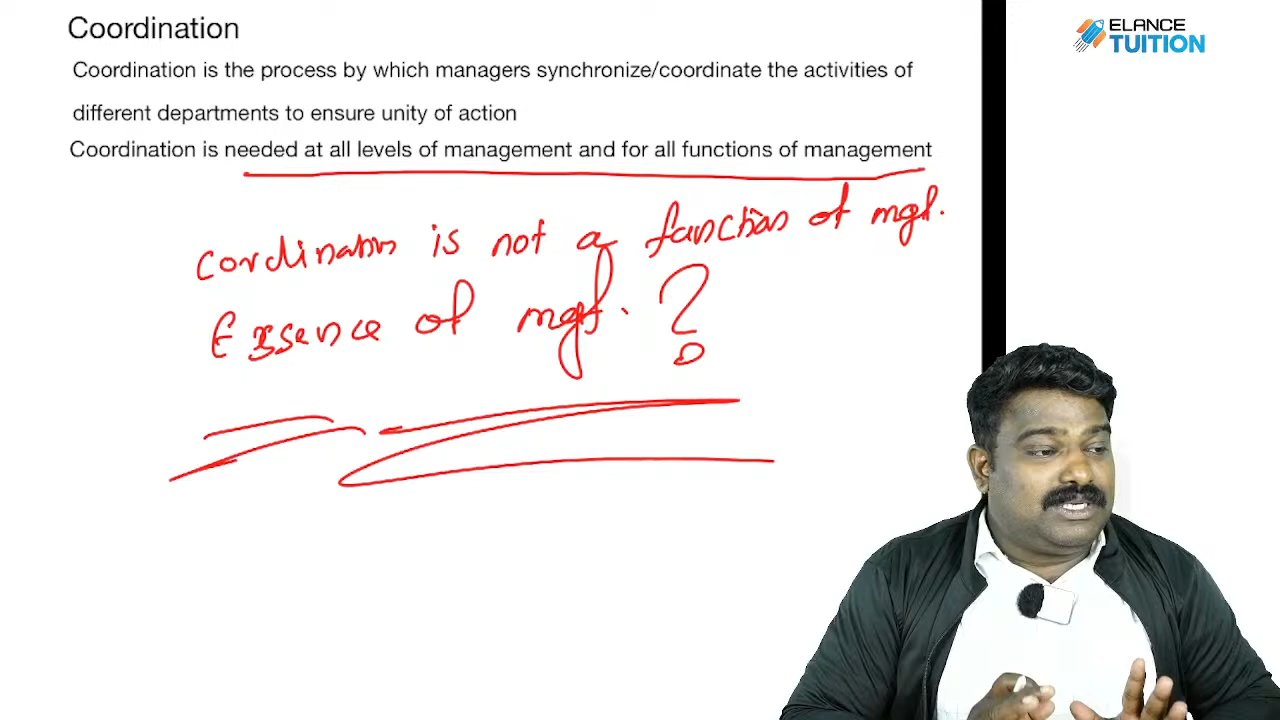 Coordination
ELANCE
TUITION
Coordination is the process by which managers synchronize/coordinate the activities of
different departments to ensure unity of action
Coordination is needed at all levels of management and for all functions of management
Coordination is not a function of mgt.
Essence of mgt. ?